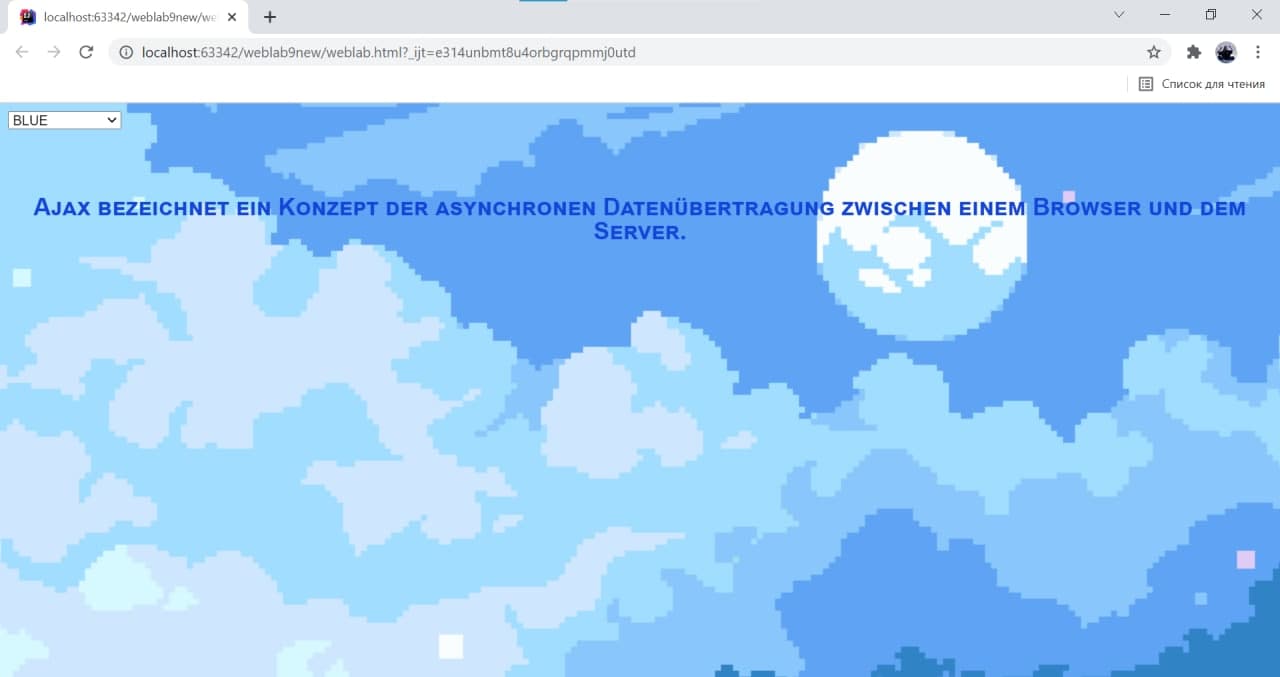 localhost:63342/weblab9new/we
localhost:63342/weblab9new/weblab.html?_ijt=e314unbmt8u4orbgrqpmmj0utd
Список для чтения
BLUE
Ajax bezeichnet ein Konzept der asynchronen Datenübertragung zwischen einem Browser und dem
Server.